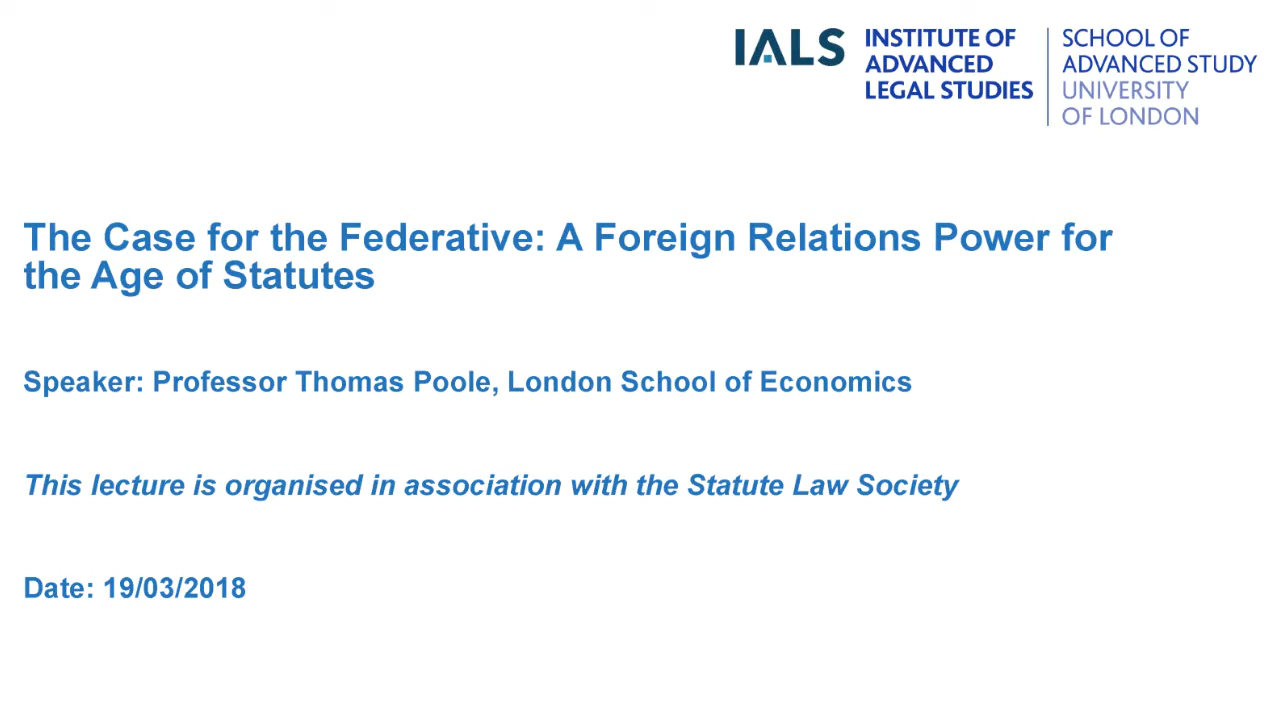 IALS
INSTITUTE OF
ADVANCED
LEGAL STUDIES
SCHOOL OF
ADVANCED STUDY
UNIVERSITY
OF LONDON
The Case for the Federative: A Foreign Relations Power for
the Age of Statutes
Speaker: Professor Thomas Poole, London School of Economics
This lecture is organised in association with the Statute Law Society
Date: 19/03/2018